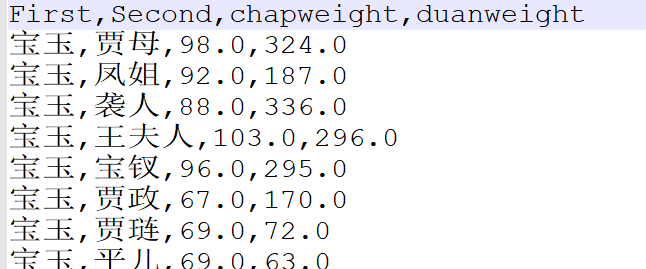 First,Second,chapweight,duanweight
宝玉,贾母,98.0,324.0
宝玉,凤姐,92.0,187.0
宝玉,袭人,88.0,336.0
宝玉,王夫人,103.0,296.0
宝玉,宝钗,96.0,295.0
宝玉,贾政,67.0,170.0
宝玉,贾琏,69.0,72.0
宝玉,平儿,69.0,63.0